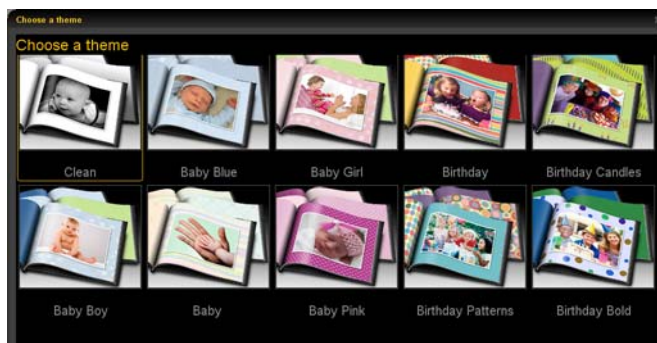 Choose a theme
Choose a theme
Clean Baby Blue Baby Girl Birthday Birthday Candles
Baby Boy Baby Baby Pink Birthday Patterns Birthday Bold